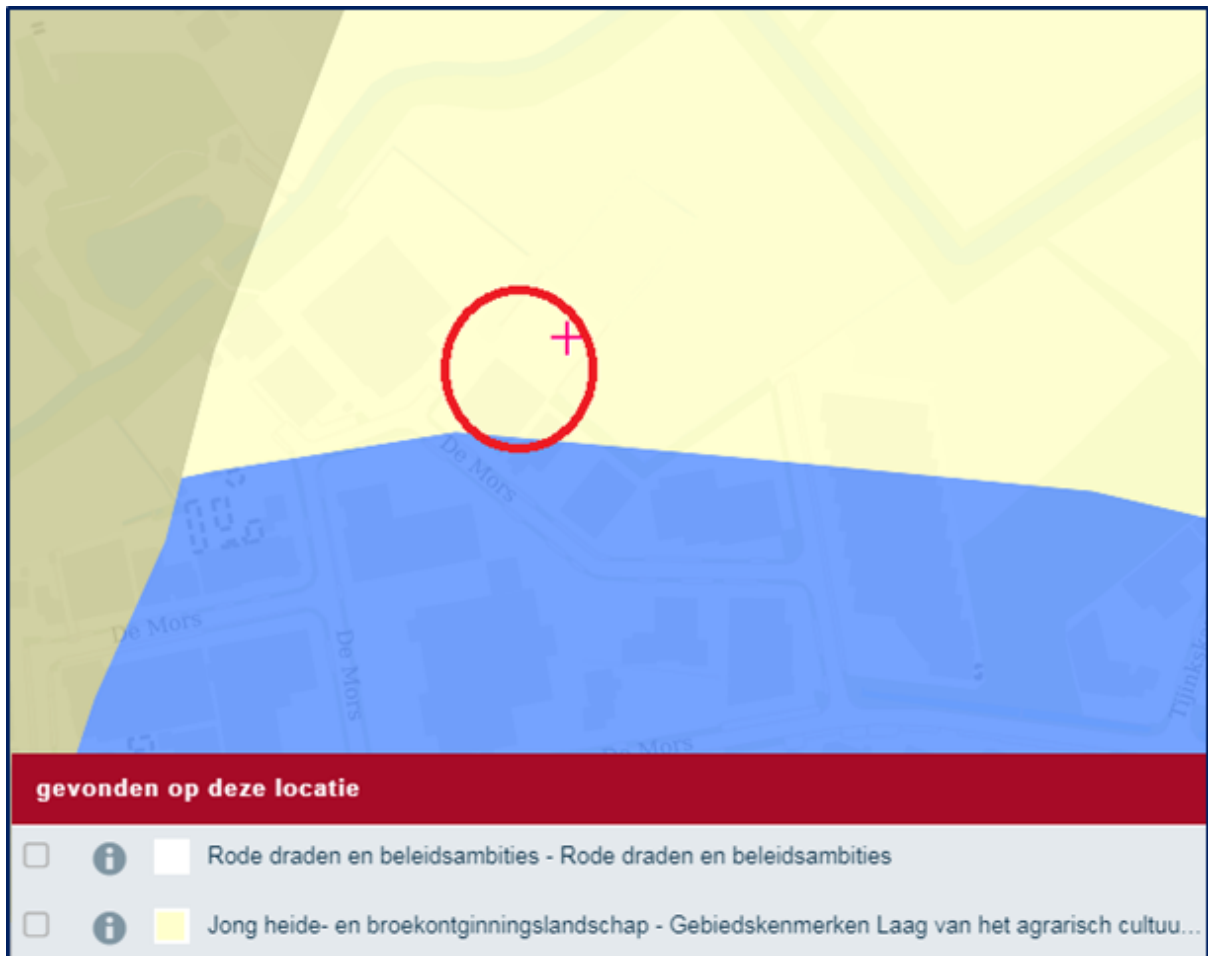 De Mors
De Mors
De Mors
De Mors
gevonden op deze locatie
Rode draden en beleidsambities - Rode draden en beleidsambities
Jong heide- en broekontginningslandschap - Gebiedskenmerken Laag van het agrarisch cultuu...